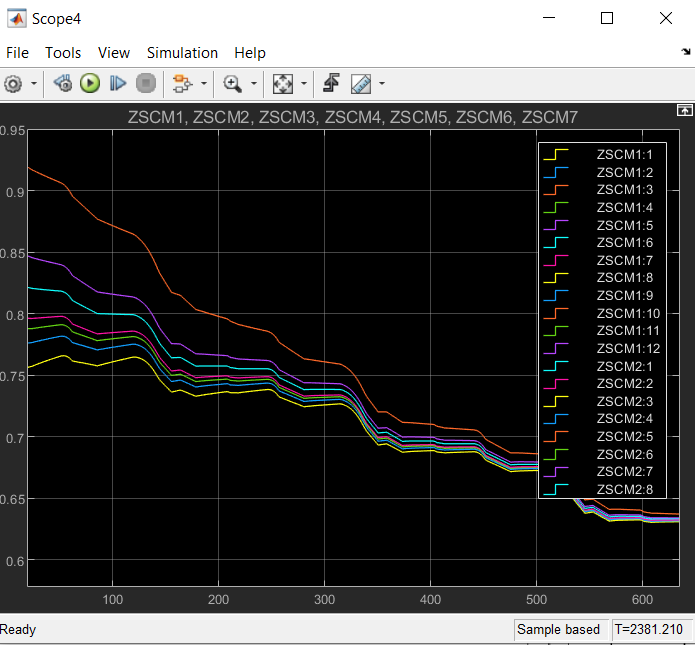 Scope4
File Tools View Simulation Help
ZSCM1, ZSCM2, ZSCM3, ZSCM4, ZSCM5, ZSCM6, ZSCM7
0.95
0.9
0.85
0.8
0.75
0.7
0.65
0.6
ZSCM1:1
ZSCM1:2
ZSCM1:3
ZSCM1:4
ZSCM1:5
ZSCM1:6
ZSCM1:7
ZSCM1:8
ZSCM1:9
ZSCM1:10
ZSCM1:11
ZSCM1:12
ZSCM2:1
ZSCM2:2
ZSCM2:3
ZSCM2:4
ZSCM2:5
ZSCM2:6
ZSCM2:7
ZSCM2:8
100 200 300 400 500 600
Ready Sample based T=2381.210